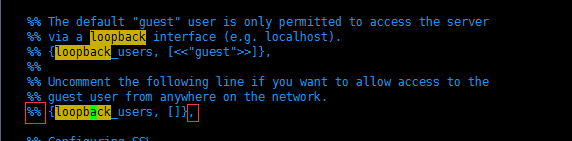 %% The default "guest" user is only permitted to access the server
%% via a loopback interface (e.g. localhost).
%% {loopback_users, [<<"guest">>]},
%%
%% Uncomment the following line if you want to allow access to the
%% guest user from anywhere on the network.
%% {loopback_users, []},
%% Configuring SSL